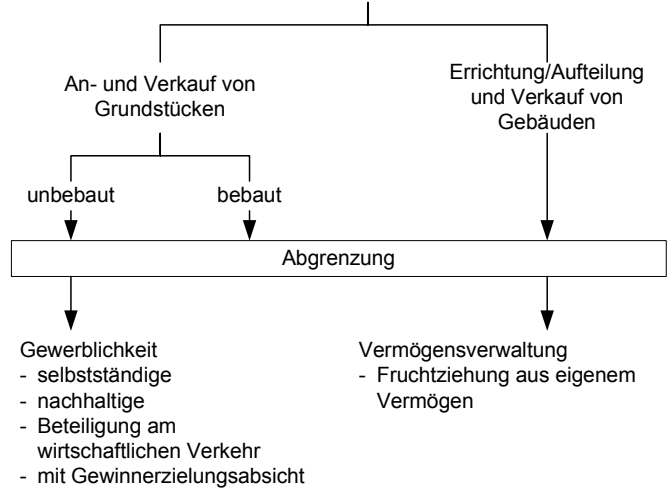 An- und Verkauf von
Grundstücken
Errichtung/Aufteilung
und Verkauf von
Gebäuden
unbebaut
bebaut
Abgrenzung
Gewerblichkeit
- selbstständige
- nachhaltige
- Beteiligung am
wirtschaftlichen Verkehr
- mit Gewinnerzielungsabsicht
Vermögensverwaltung
- Fruchtziehung aus eigenem
Vermögen